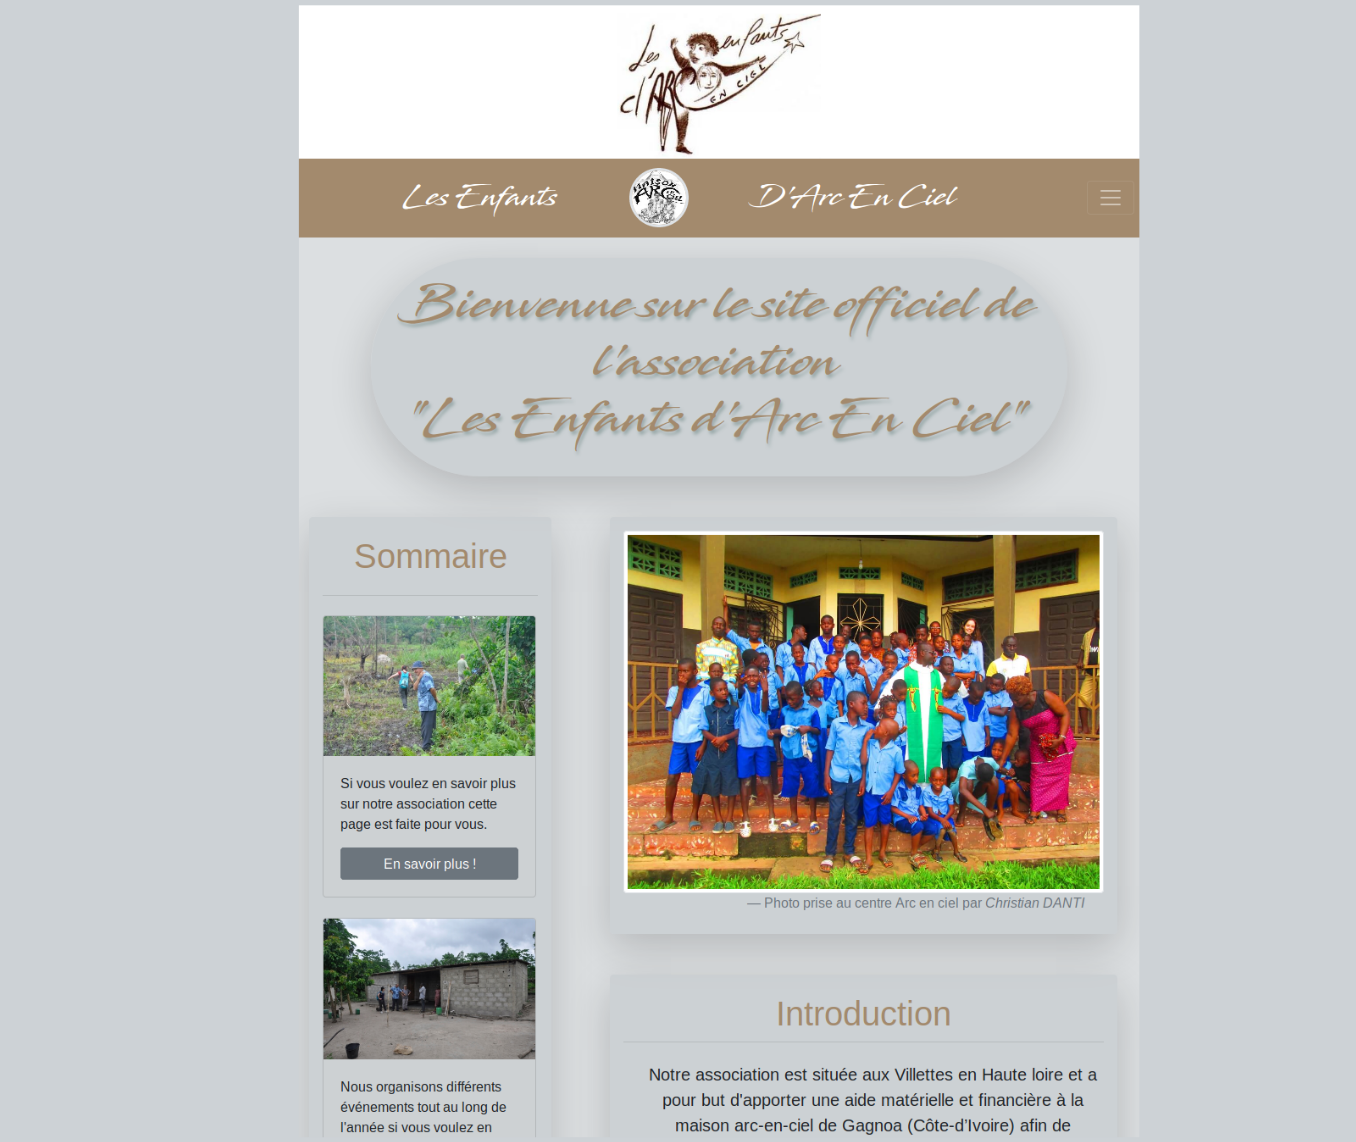 Les enfants
d'ARC EN CIEL
Les Enfants
MAISON
ARC
D'Arc En Ciel
Bienvenue sur le site officiel de
l'association
"Les Enfants d'Arc En Ciel"
Sommaire
Si vous voulez en savoir plus
sur notre association cette
page est faite pour vous.
En savoir plus !
Nous organisons différents
événements tout au long de
l'année si vous voulez en
— Photo prise au centre Arc en ciel par Christian DANTI
Introduction
Notre association est située aux Villettes en Haute loire et a
pour but d'apporter une aide matérielle et financière à la
maison arc-en-ciel de Gagnoa (Côte-d'Ivoire) afin de